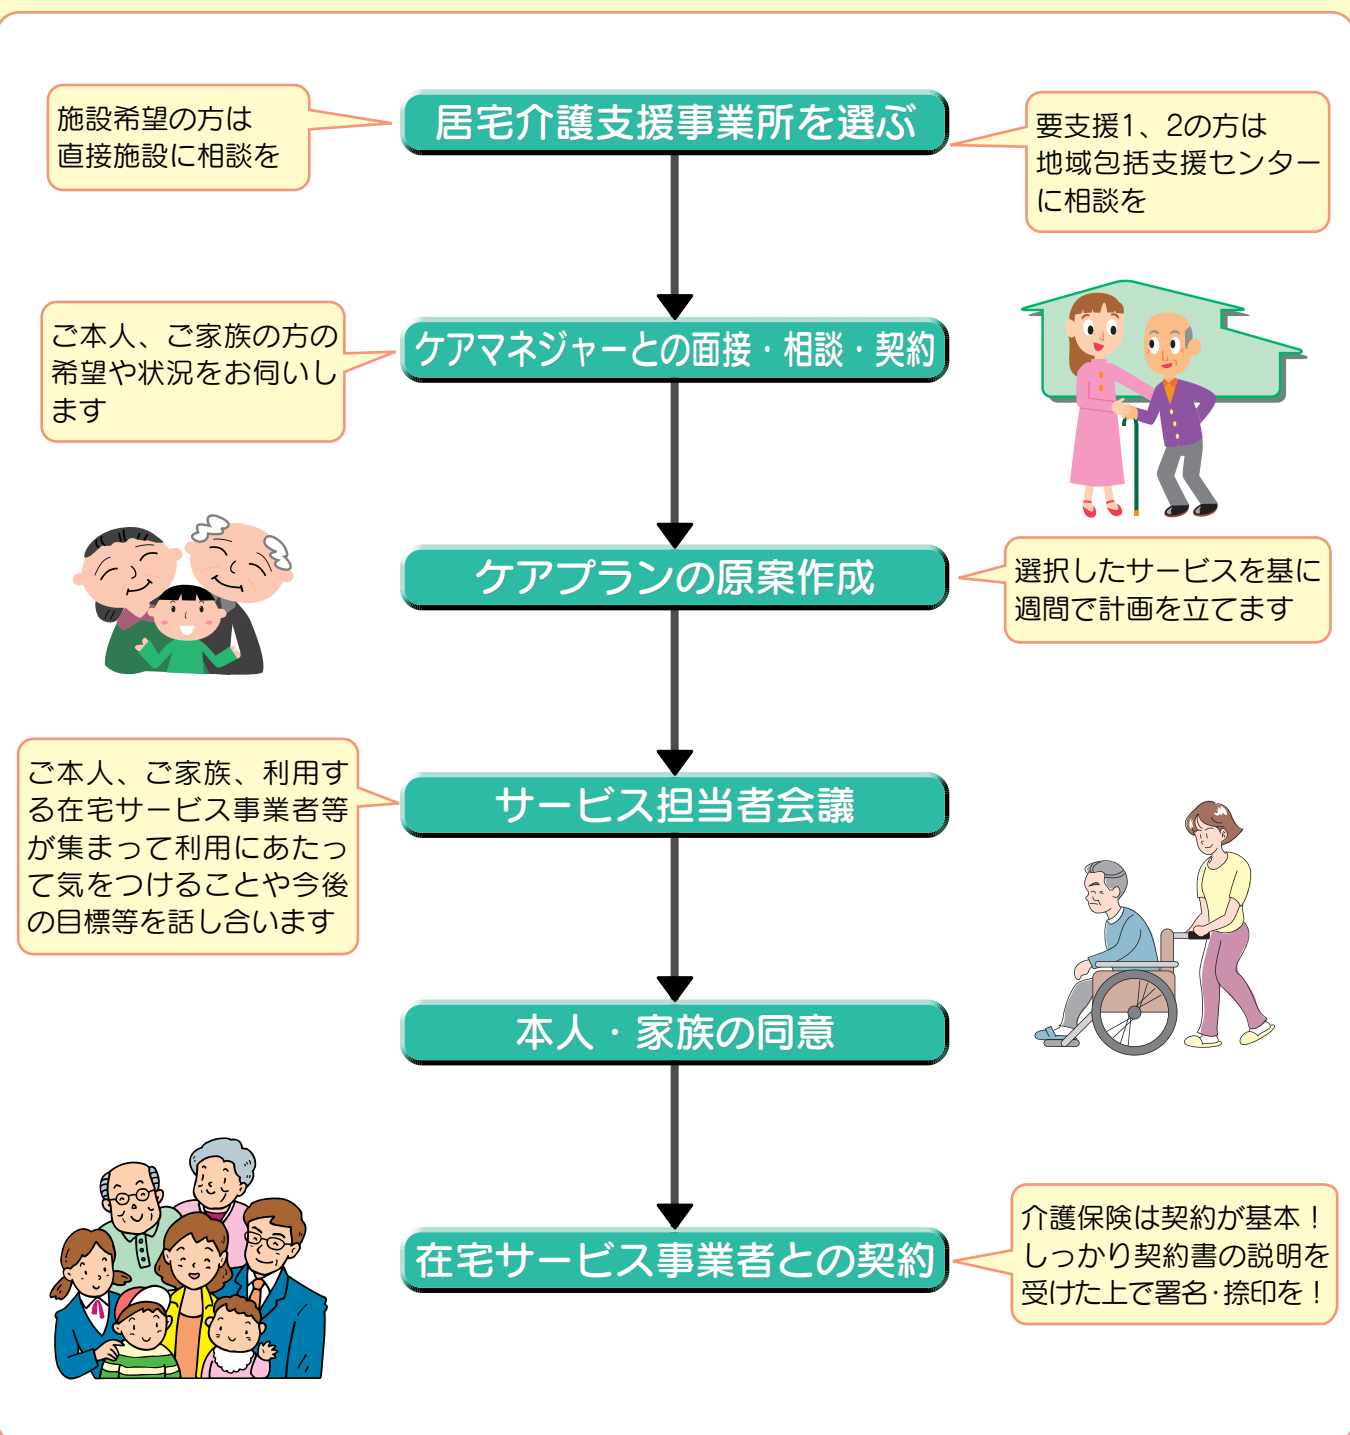 施設希望の方は
直接施設に相談を
居宅介護支援事業所を選ぶ
要支援1、2の方は
地域包括支援センター
に相談を
ご本人、ご家族の方の
希望や状況をお伺いし
ます
ケアマネジャーとの面接・相談・契約
ケアプランの原案作成
選択したサービスを基に
週間で計画を立てます
ご本人、ご家族、利用す
る在宅サービス事業者等
が集まって利用にあたっ
て気をつけることや今後
の目標等を話し合います
サービス担当者会議
本人・家族の同意
在宅サービス事業者との契約
介護保険は契約が基本！
しっかり契約書の説明を
受けた上で署名・捺印を！